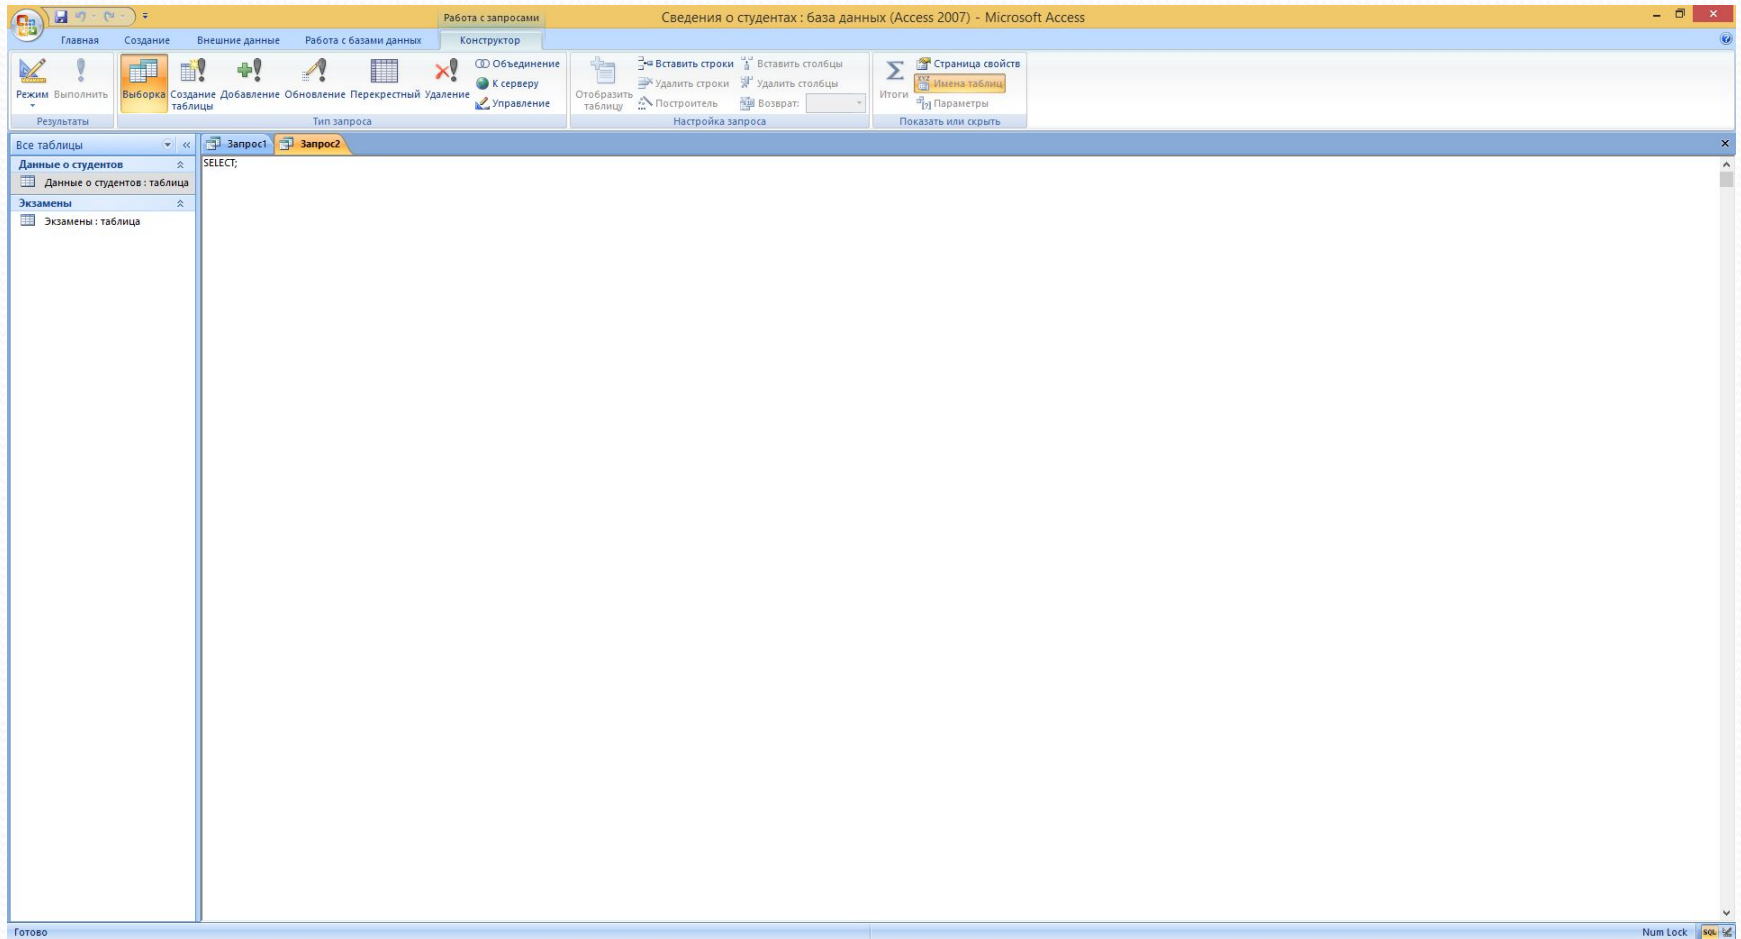 Работа с запросами
Сведения о студентах : база данных (Access 2007) - Microsoft Access
Главная Создание Внешние данные Работа с базами данных Конструктор
Режим Выполнить
Результаты
Выборка Создание таблицы Добавление Обновление Перекрестный Удаление
Объединение
К серверу
Управление
Тип запроса
Отобразить таблицу
Вставить строки
Удалить строки
Построитель
Вставить столбцы
Удалить столбцы
Возврат:
Настройка запроса
Итоги
Страница свойств
Имена таблиц
Параметры
Показать или скрыть
Все таблицы
Данные о студентов
Данные о студентов : таблица
Экзамены
Экзамены : таблица
Запрос1 Запрос2
SELECT;
Готово
Num Lock SQL